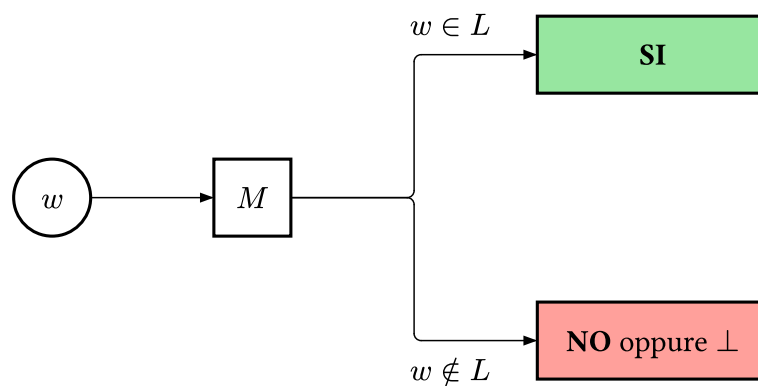 w ∈ L
SI
w
M
NO oppure ⊥
w ∉ L